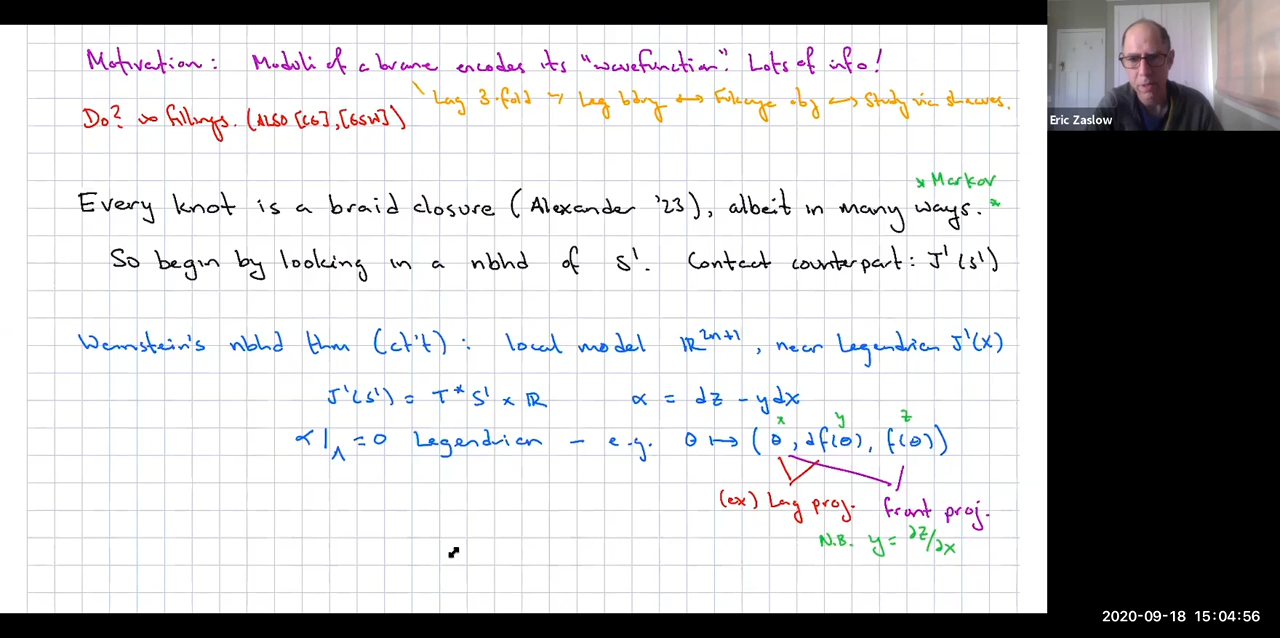 Motivation: Moduli of a brane encodes its "wavefunction". Lots of info!
Lag 3-fold → Leg bdry ↔ Fukaya obj ↔ Study via sheaves.
Do? ∞ fillings. (ALSO [CG], [GSW])
* Markov
Every knot is a braid closure (Alexander '23), albeit in many ways. *
So begin by looking in a nbhd of S¹. Contact counterpart: J¹(S¹)
Weinstein's nbhd thm (ct't): local model ℝ²ⁿ⁺¹, near Legendrian J¹(X)
J¹(S¹) = T*S¹ × ℝ α = dz - ydx
x y z
α|_Λ = 0 Legendrian - e.g. θ ↦ (θ, df(θ), f(θ))
(ex) Lag proj. Front proj.
N.B. y = ∂z/∂x
Eric Zaslow
2020-09-18 15:04:56